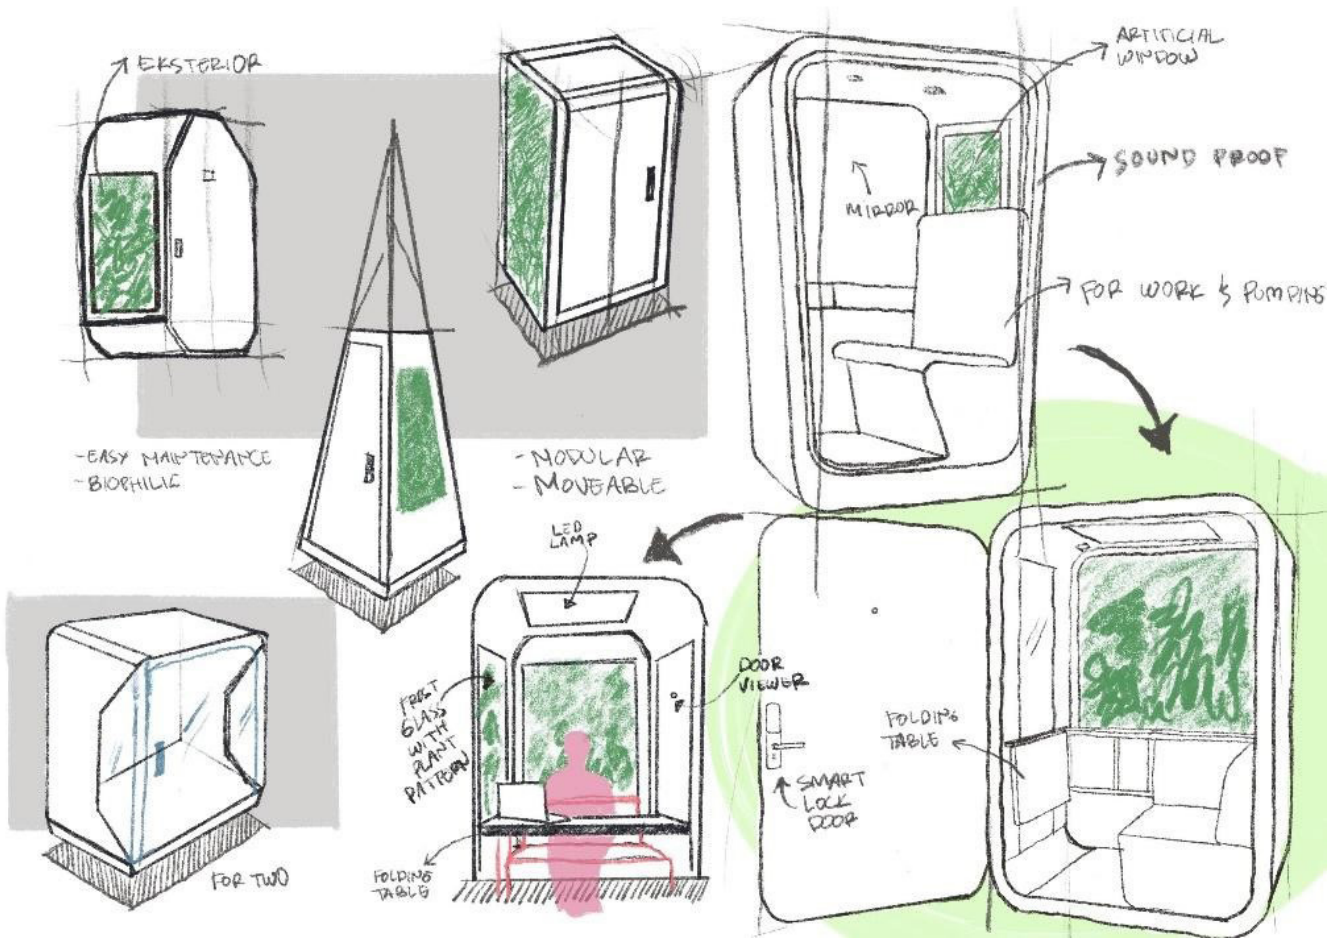 EKSTERIOR
ARTIFICIAL
WINDOW
SOUND PROOF
MIRROR
FOR WORK & PUMPING
- EASY MAINTENANCE
- BIOPHILIC
- MODULAR
- MOVEABLE
LED
LAMP
DOOR
VIEWER
FROST
GLASS
WITH
PLANT
PATTERN
FOLDING
TABLE
SMART
LOCK
DOOR
FOR TWO
FOLDING
TABLE